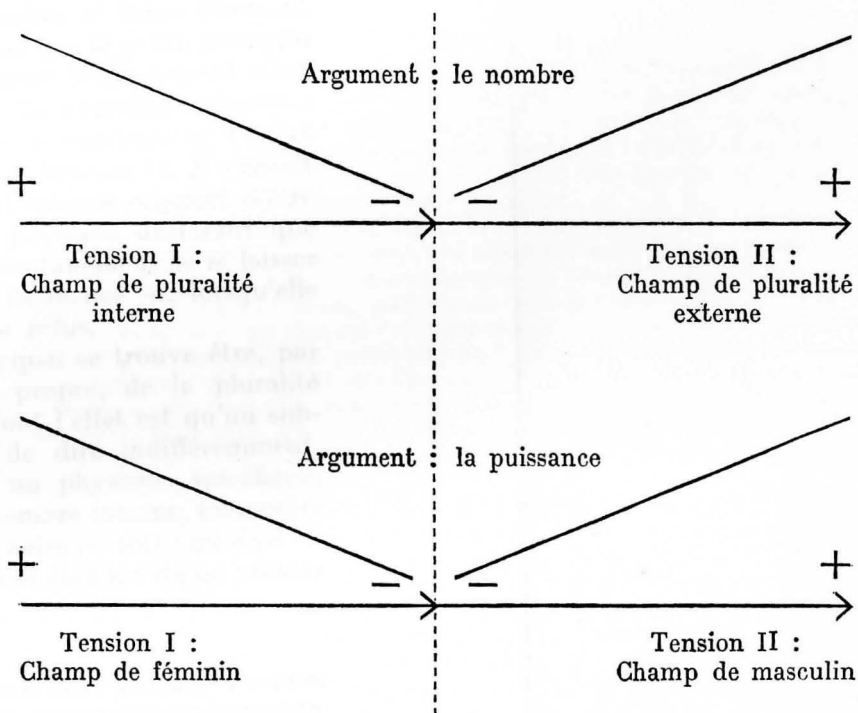 Argument : le nombre
+ − − +
Tension I :
Champ de pluralité
interne
Tension II :
Champ de pluralité
externe
Argument : la puissance
+ − − +
Tension I :
Champ de féminin
Tension II :
Champ de masculin